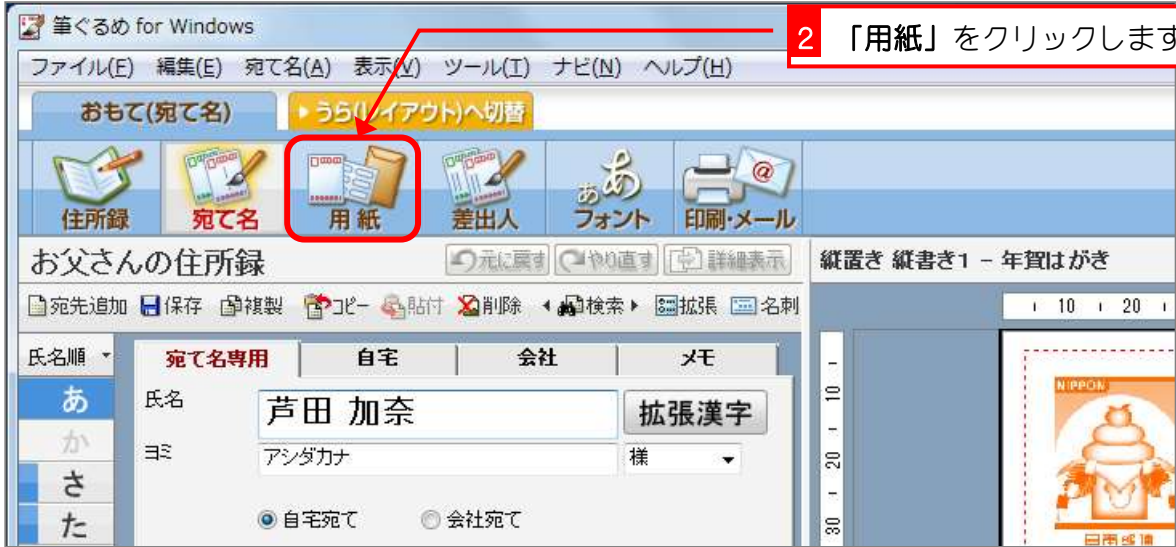 筆ぐるめ for Windows
2 「用紙」をクリックします
ファイル(F) 編集(E) 宛て名(A) 表示(V) ツール(T) ナビ(N) ヘルプ(H)
おもて(宛て名) うら(レイアウト)へ切替
住所録 宛て名 用紙 差出人 フォント 印刷・メール
お父さんの住所録 元に戻す やり直す 詳細表示 縦置き 縦書き1 - 年賀はがき
宛先追加 保存 複製 コピー 貼付 削除 検索 拡張 名刺
10 20
氏名順 宛て名専用 自宅 会社 メモ
あ 氏名 芦田 加奈 拡張漢字
か ヨミ アシダカナ 様
さ
た 自宅宛て 会社宛て
10
20
30
NIPPON